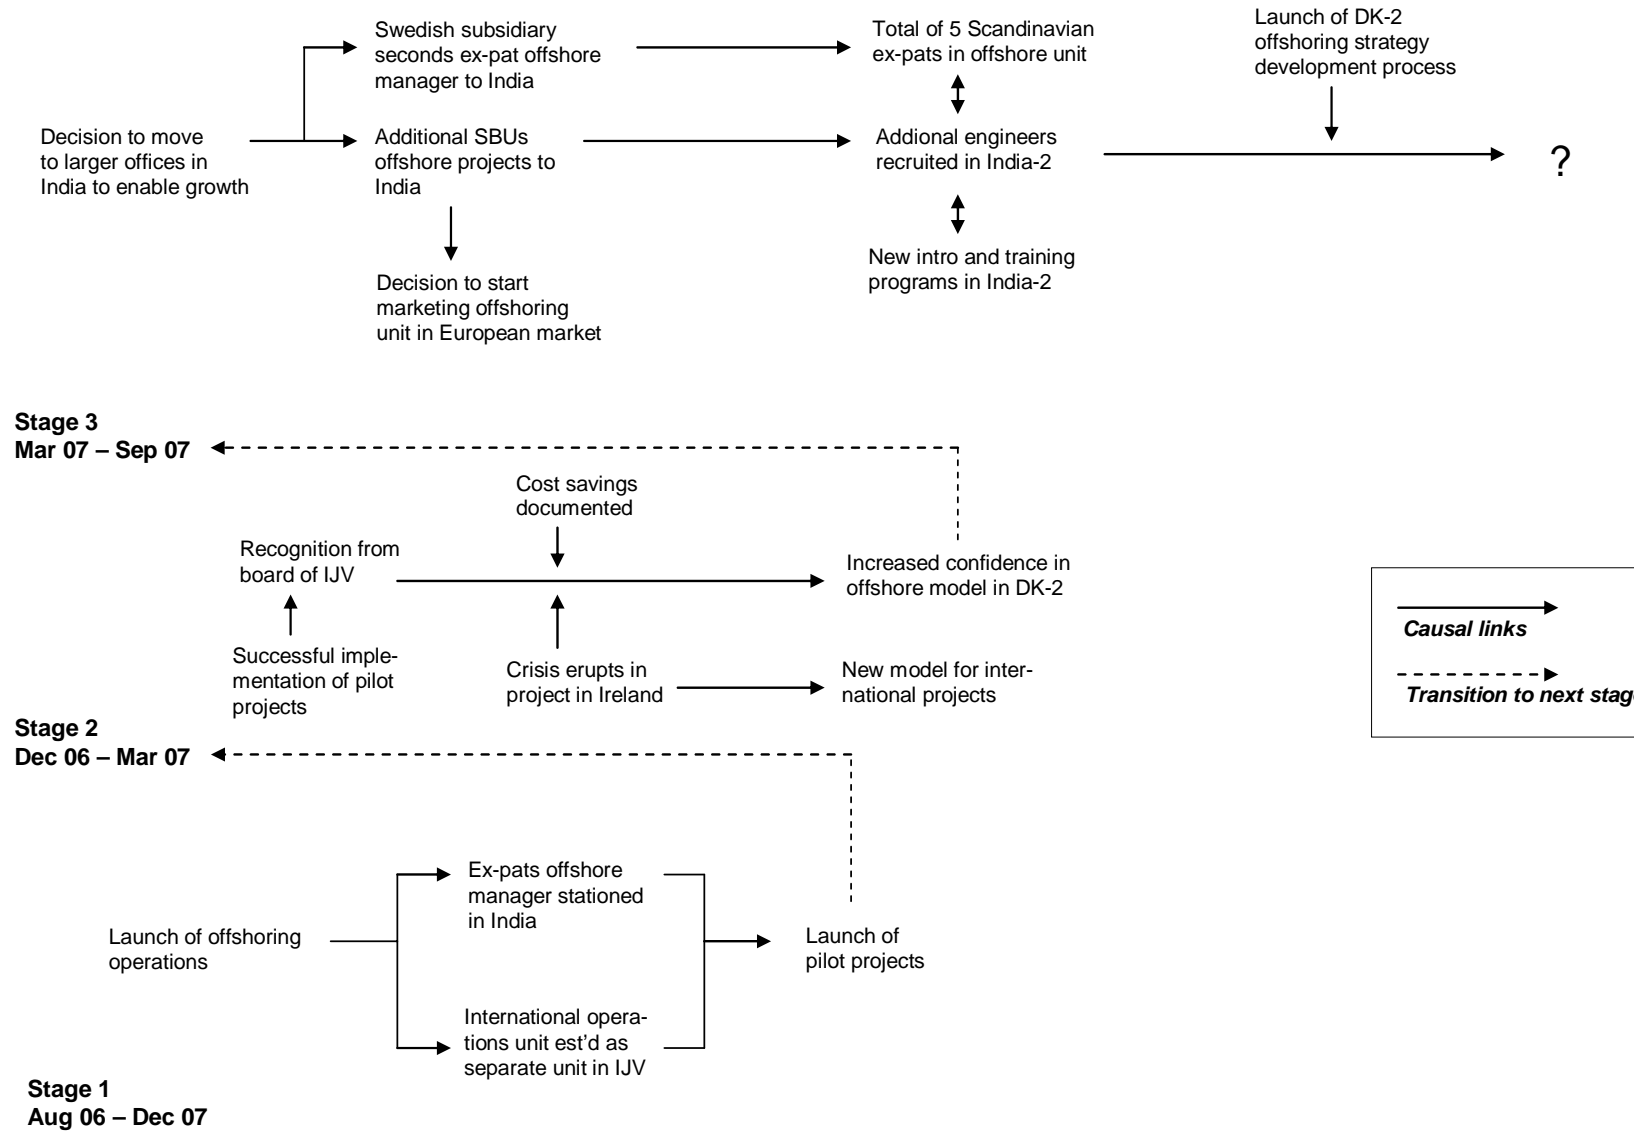 Launch of DK-2
offshoring strategy
development process
Swedish subsidiary
seconds ex-pat offshore
manager to India
Total of 5 Scandinavian
ex-pats in offshore unit
Decision to move
to larger offices in
India to enable growth
Additional SBUs
offshore projects to
India
Addional engineers
recruited in India-2
?
Decision to start
marketing offshoring
unit in European market
New intro and training
programs in India-2
Stage 3
Mar 07 – Sep 07
Cost savings
documented
Recognition from
board of IJV
Increased confidence in
offshore model in DK-2
Successful imple-
mentation of pilot
projects
Crisis erupts in
project in Ireland
New model for inter-
national projects
Causal links
Transition to next stage
Stage 2
Dec 06 – Mar 07
Ex-pats offshore
manager stationed
in India
Launch of offshoring
operations
Launch of
pilot projects
International opera-
tions unit est'd as
separate unit in IJV
Stage 1
Aug 06 – Dec 07